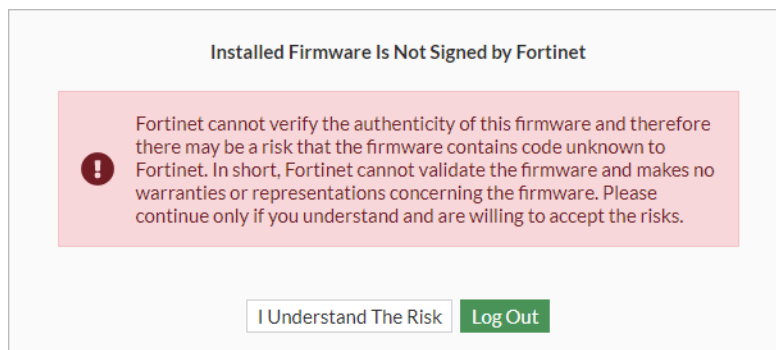 Installed Firmware Is Not Signed by Fortinet
Fortinet cannot verify the authenticity of this firmware and therefore
there may be a risk that the firmware contains code unknown to
Fortinet. In short, Fortinet cannot validate the firmware and makes no
warranties or representations concerning the firmware. Please
continue only if you understand and are willing to accept the risks.
I Understand The Risk
Log Out